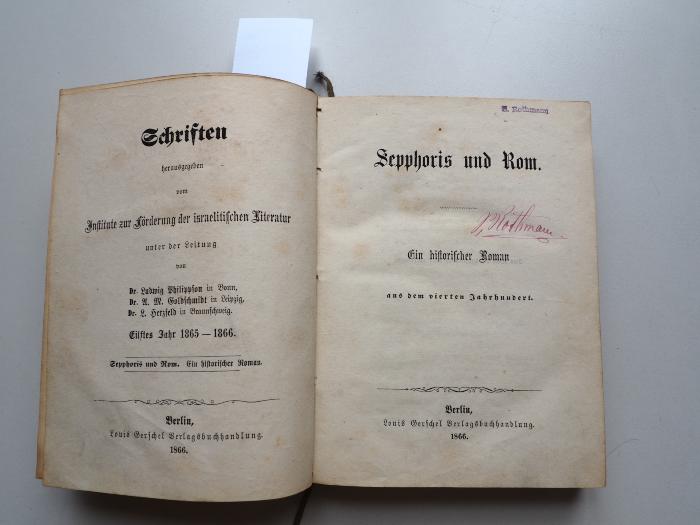 Schriften
herausgegeben
vom
Institute zur Förderung der israelitischen Literatur
unter der Leitung
von
Dr. Ludwig Philippson in Bonn,
Dr. A. M. Goldschmidt in Leipzig,
Dr. L. Herzfeld in Braunschweig.
Eilftes Jahr 1865 — 1866.
Sepphoris und Rom. Ein historischer Roman.
Berlin,
Louis Gerschel Verlagsbuchhandlung.
1866.
Rothmann
Sepphoris und Rom.
Rothmann.
Ein historischer Roman
aus dem vierten Jahrhundert.
Berlin,
Louis Gerschel Verlagsbuchhandlung.
1866.